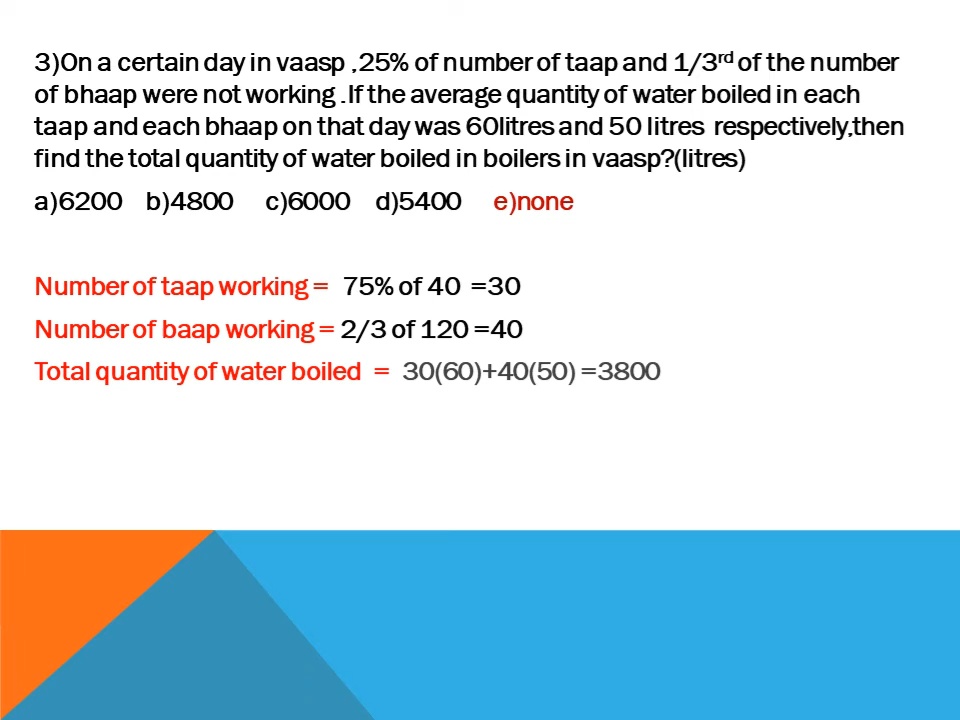 3)On a certain day in vaasp ,25% of number of taap and 1/3rd of the number
of bhaap were not working .If the average quantity of water boiled in each
taap and each bhaap on that day was 60litres and 50 litres respectively,then
find the total quantity of water boiled in boilers in vaasp?(litres)
a)6200 b)4800 c)6000 d)5400 e)none
Number of taap working = 75% of 40 =30
Number of baap working = 2/3 of 120 =40
Total quantity of water boiled = 30(60)+40(50) =3800